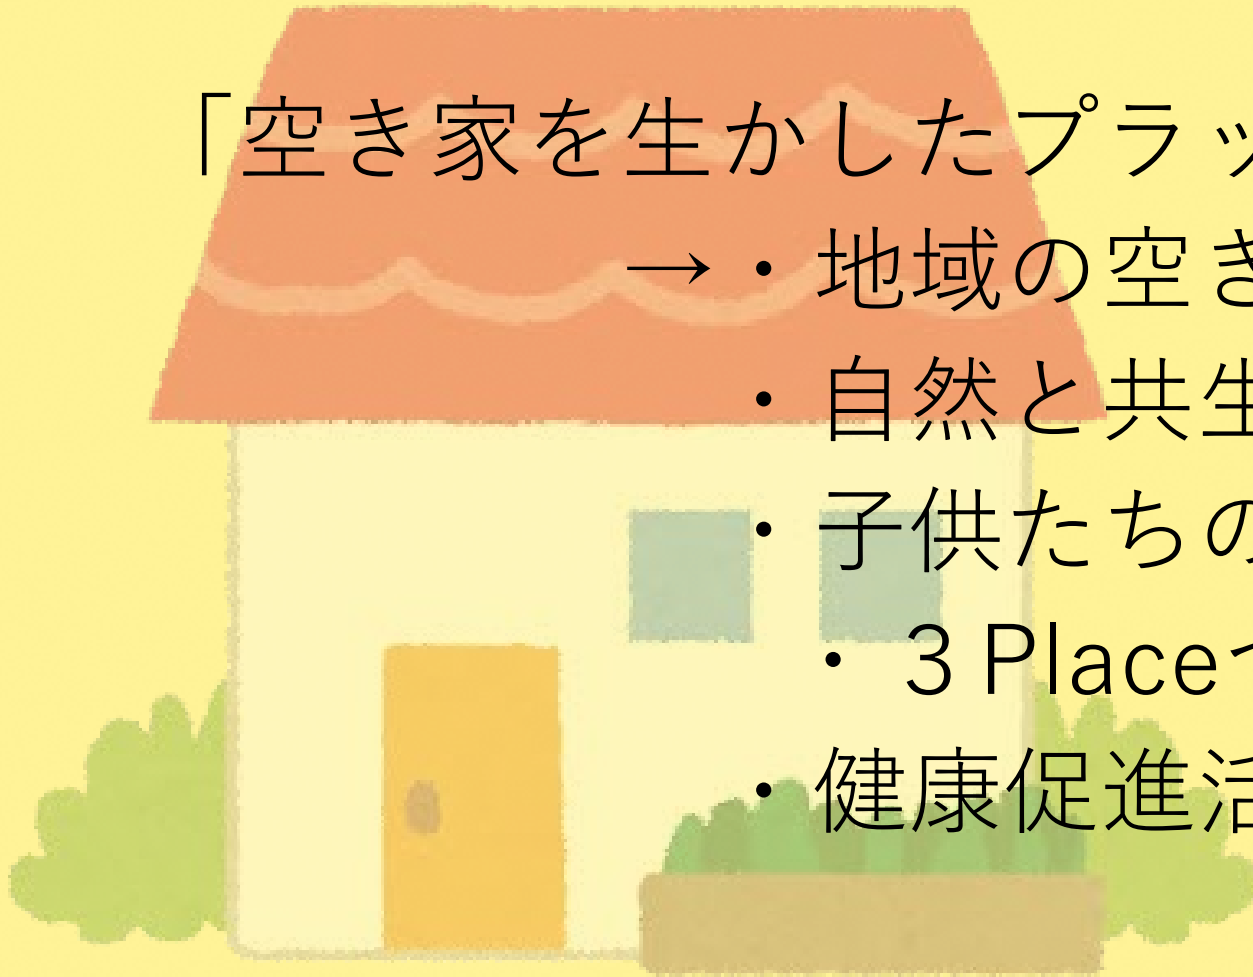 「空き家を生かしたプラッ
→・地域の空き
・自然と共生
・子供たちの
・３Place
・健康促進活